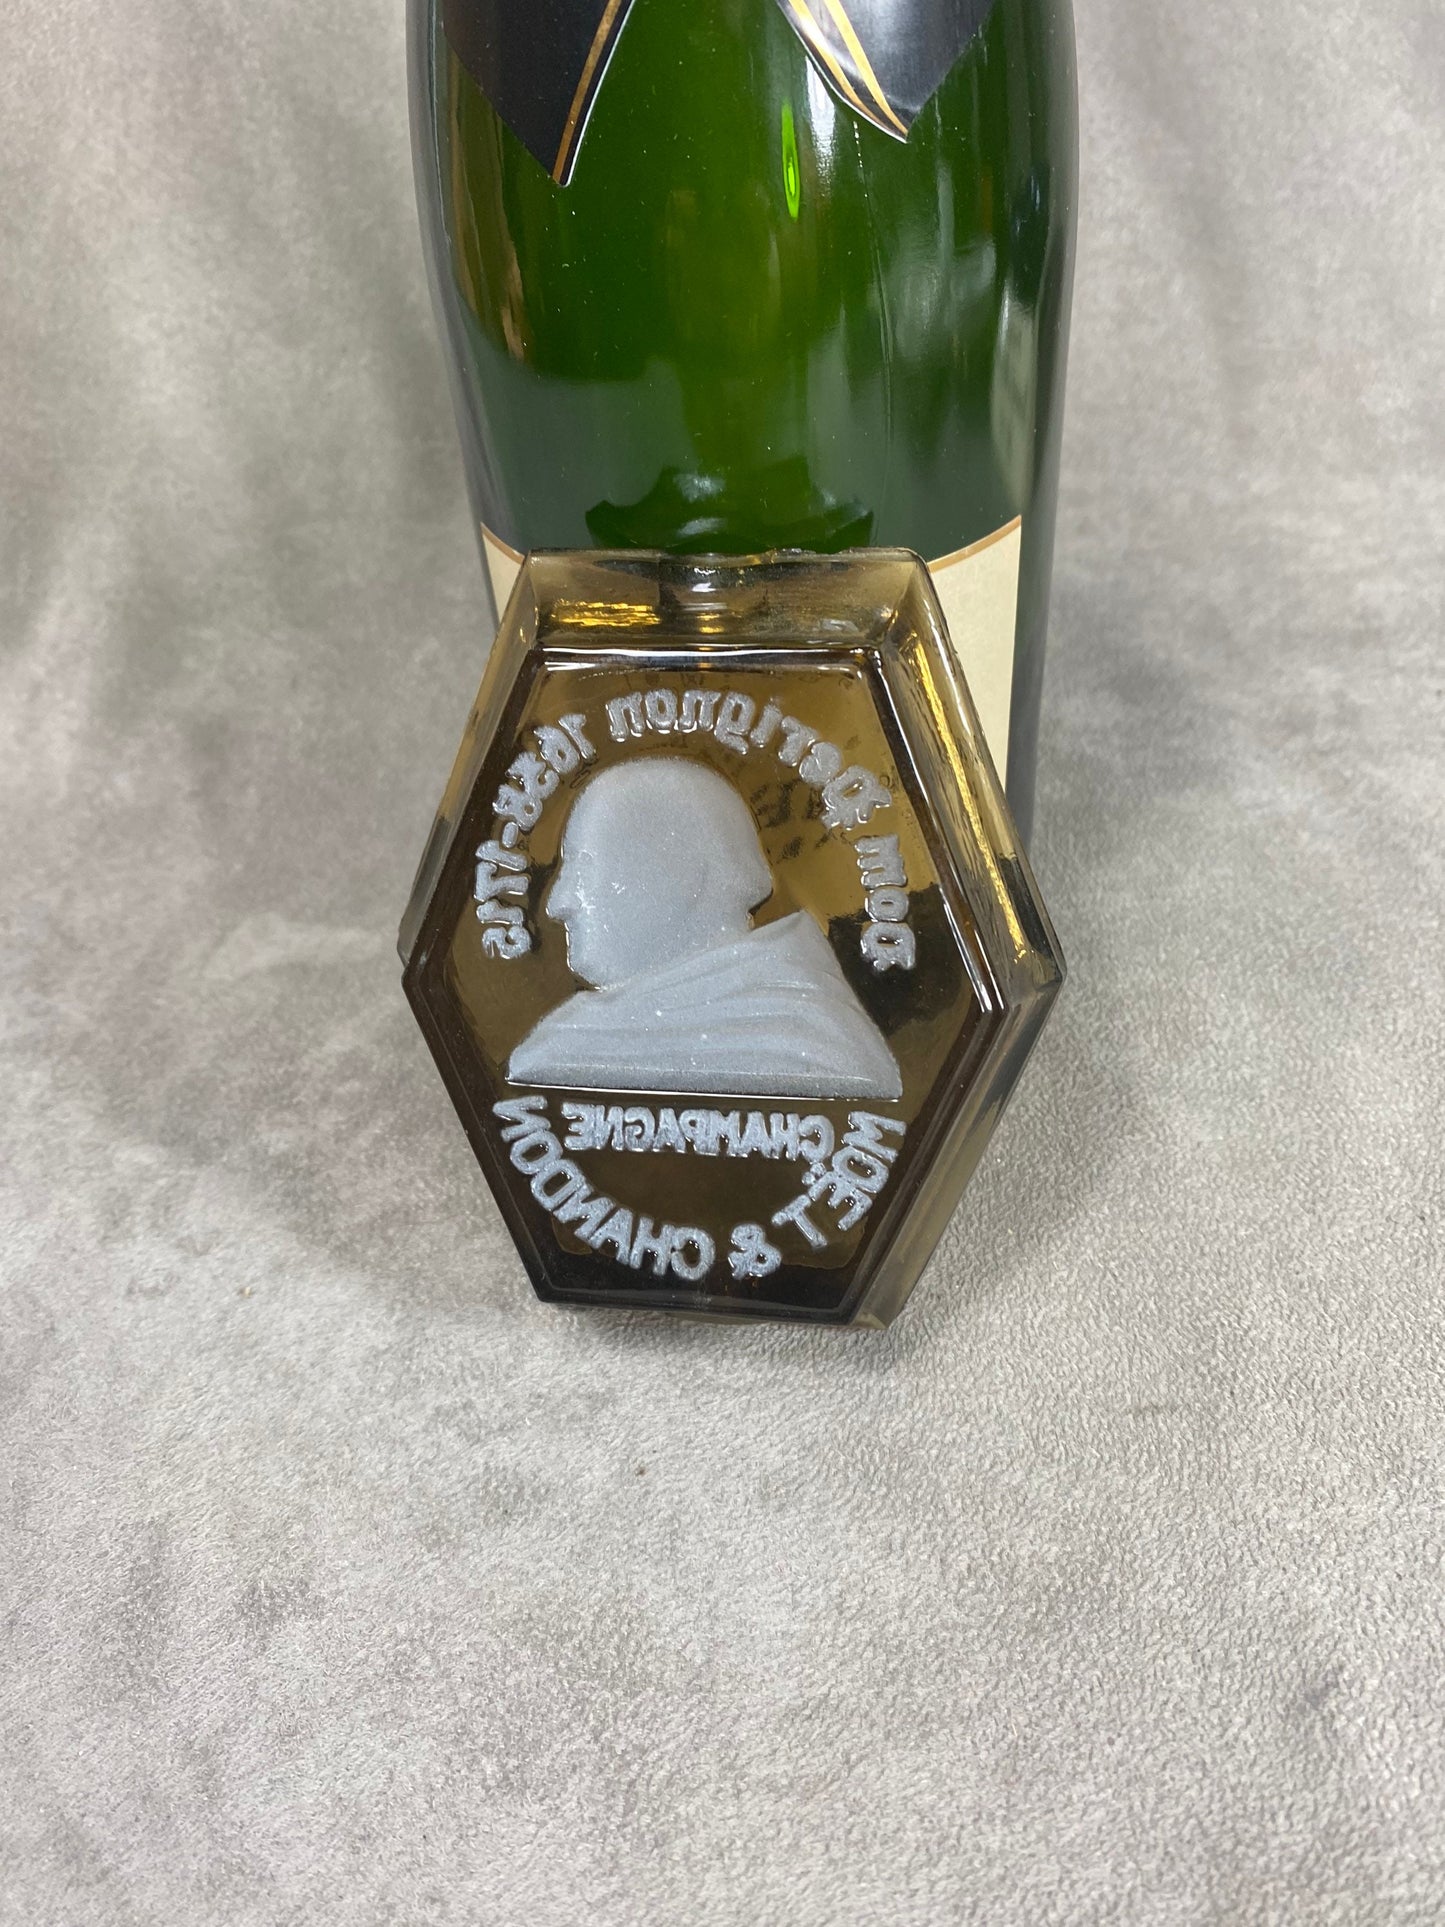 Dom Perignon 1638-1715
CHAMPAGNE
MOËT & CHANDON